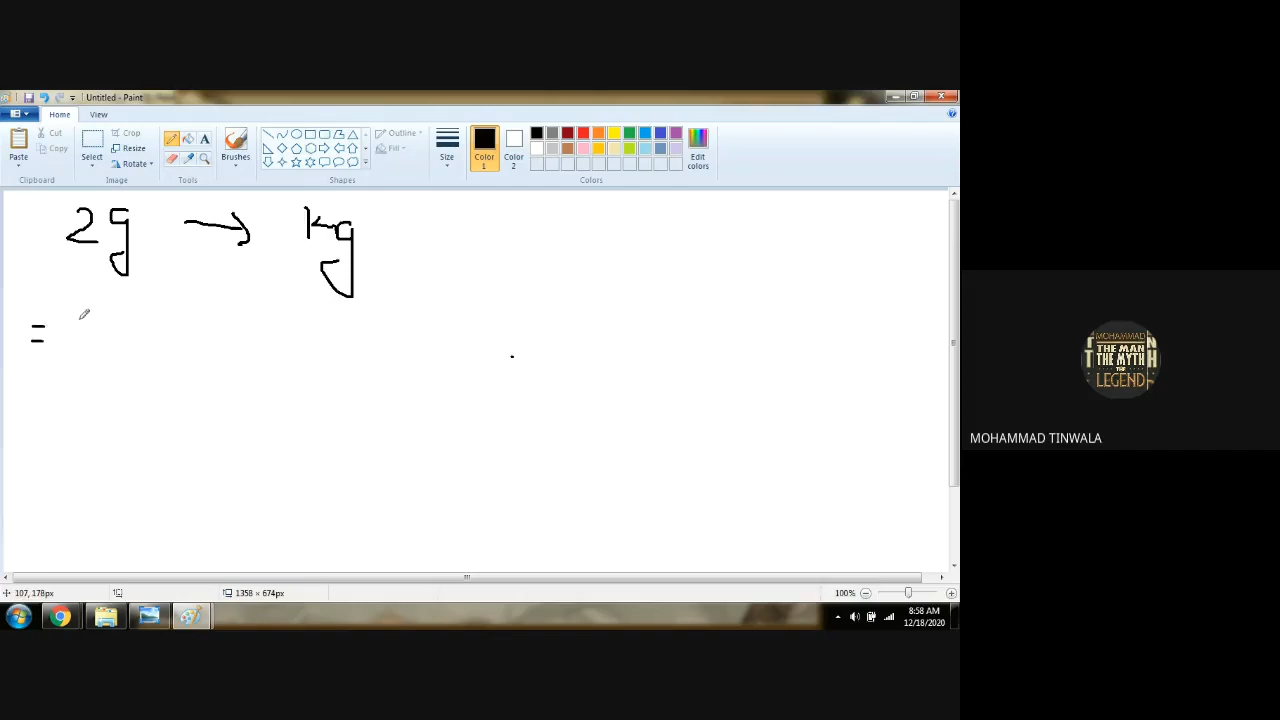 Untitled - Paint
Home View
Paste
Cut
Copy
Clipboard
Select
Crop
Resize
Rotate
Image
A
Tools
Brushes
Outline
Fill
Shapes
Size
Color 1
Color 2
Edit colors
Colors
2g → kg
=
MOHAMMAD
THE MAN
THE MYTH
THE
LEGEND
MOHAMMAD TINWALA
107, 178px
1358 × 674px
100%
8:58 AM
12/18/2020